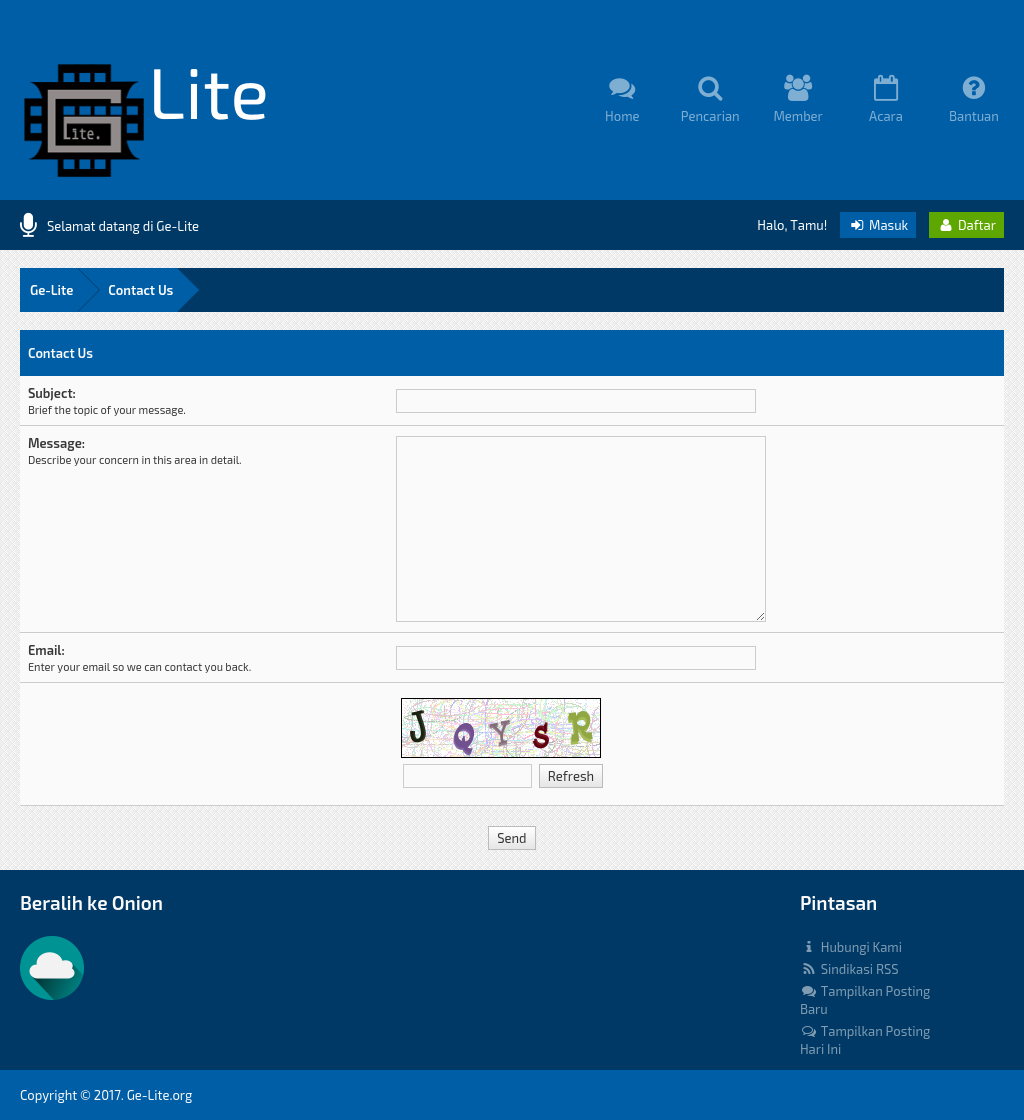 Lite
Lite.
Home
Pencarian
Member
Acara
Bantuan
Selamat datang di Ge-Lite
Halo, Tamu!
Masuk
Daftar
Ge-Lite
Contact Us
Contact Us
Subject:
Brief the topic of your message.
Message:
Describe your concern in this area in detail.
Email:
Enter your email so we can contact you back.
J Q Y S R
Refresh
Send
Beralih ke Onion
Pintasan
Hubungi Kami
Sindikasi RSS
Tampilkan Posting
Baru
Tampilkan Posting
Hari Ini
Copyright © 2017. Ge-Lite.org